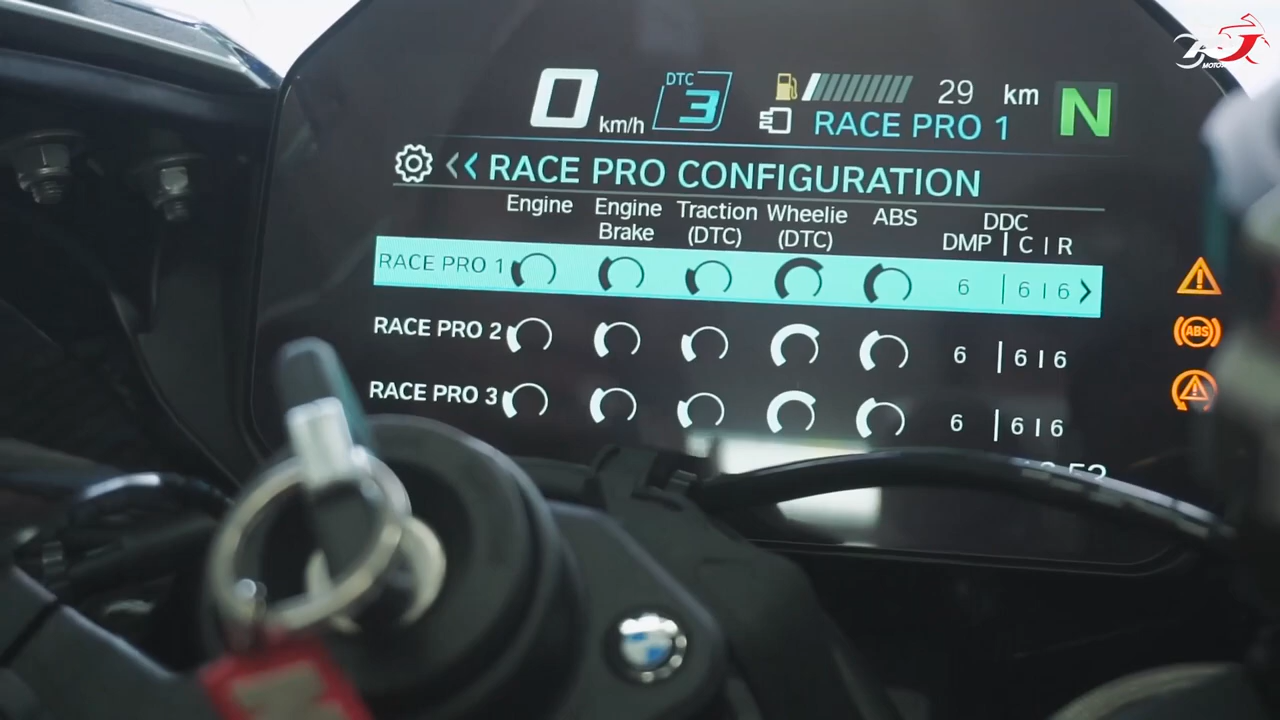 0 km/h DTC 3 29 km N
RACE PRO 1
<< RACE PRO CONFIGURATION
Engine Engine Brake Traction (DTC) Wheelie (DTC) ABS DDC
DMP | C | R
RACE PRO 1 6 | 6 | 6 >
RACE PRO 2 6 | 6 | 6
RACE PRO 3 6 | 6 | 6
ABS